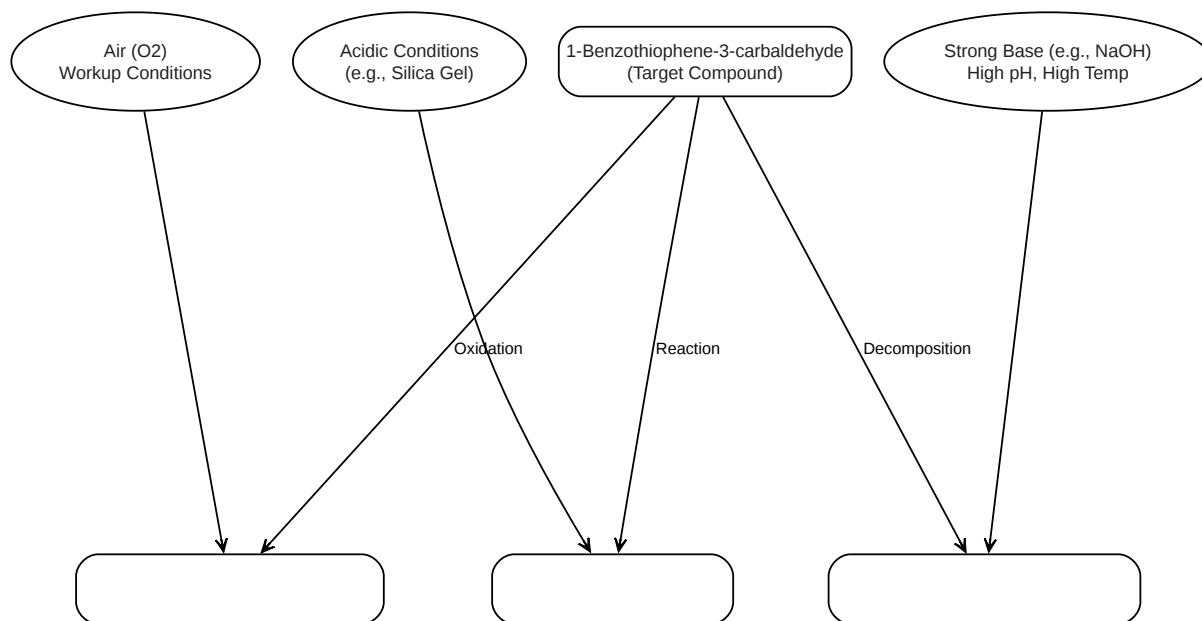 Air (O2)
Workup Conditions
Acidic Conditions
(e.g., Silica Gel)
1-Benzothiophene-3-carbaldehyde
(Target Compound)
Strong Base (e.g., NaOH)
High pH, High Temp
Oxidation
Reaction
Decomposition